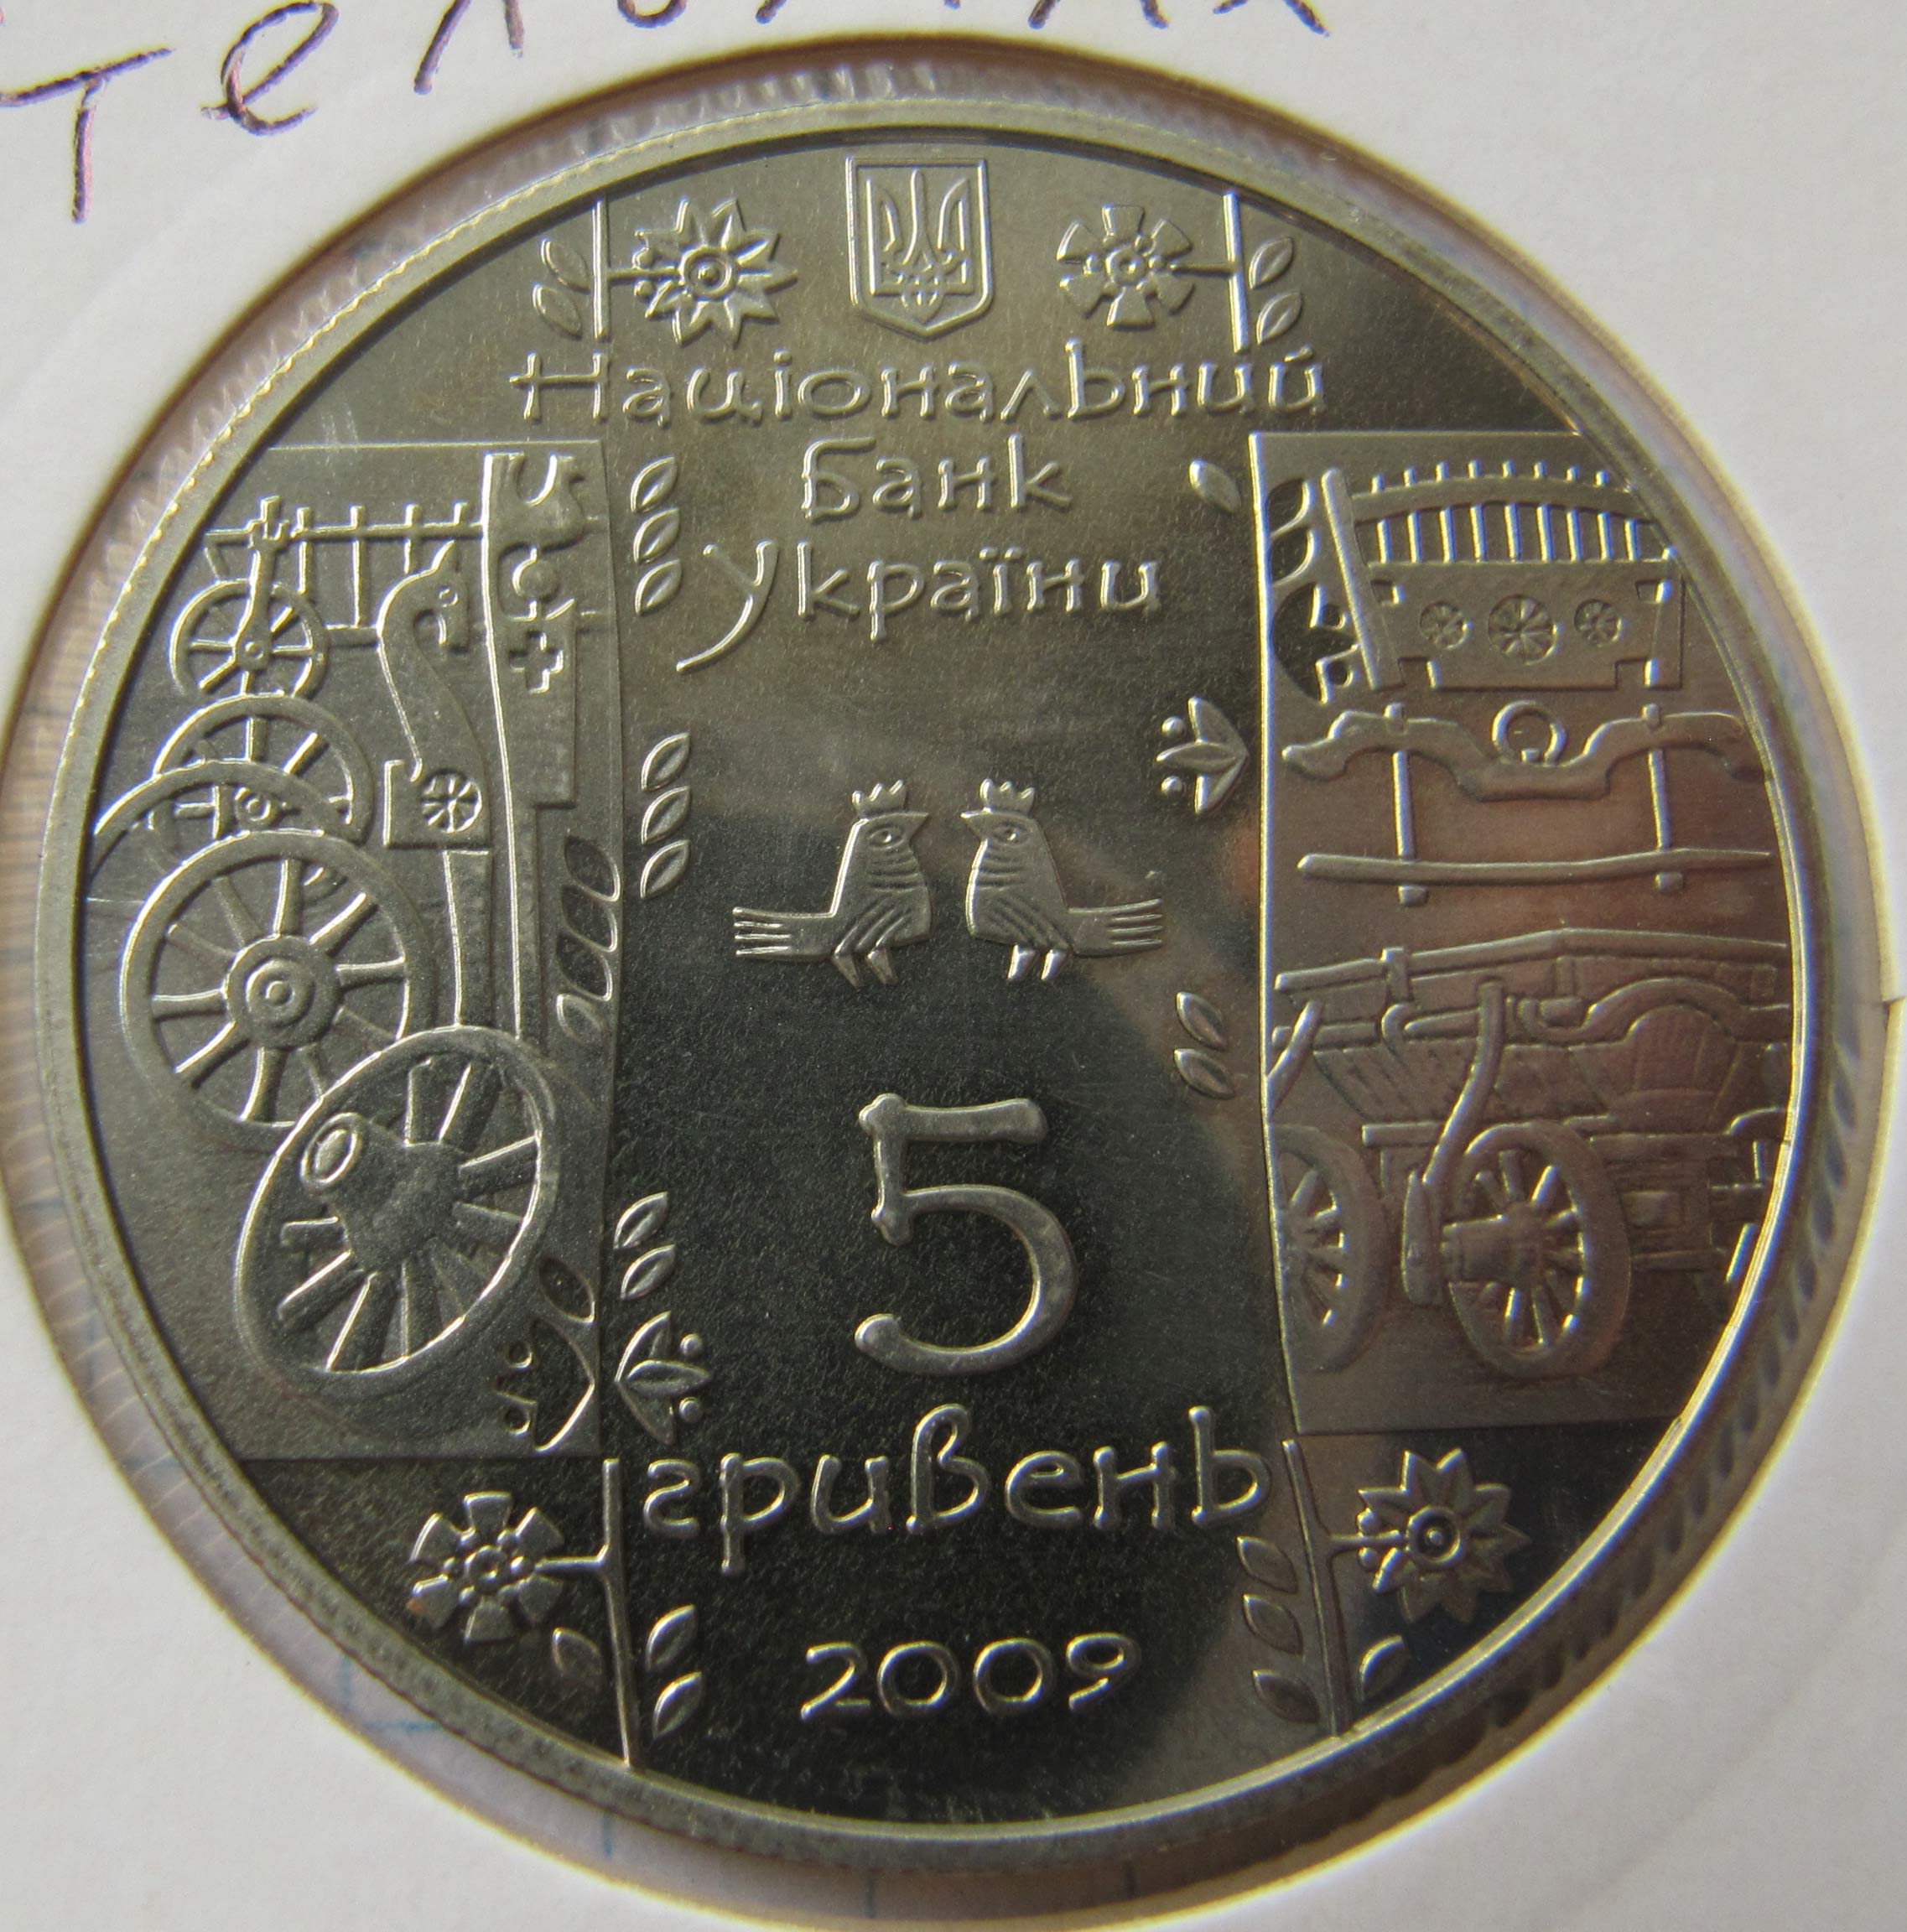 Національний
Банк
України
5
гривень
2009